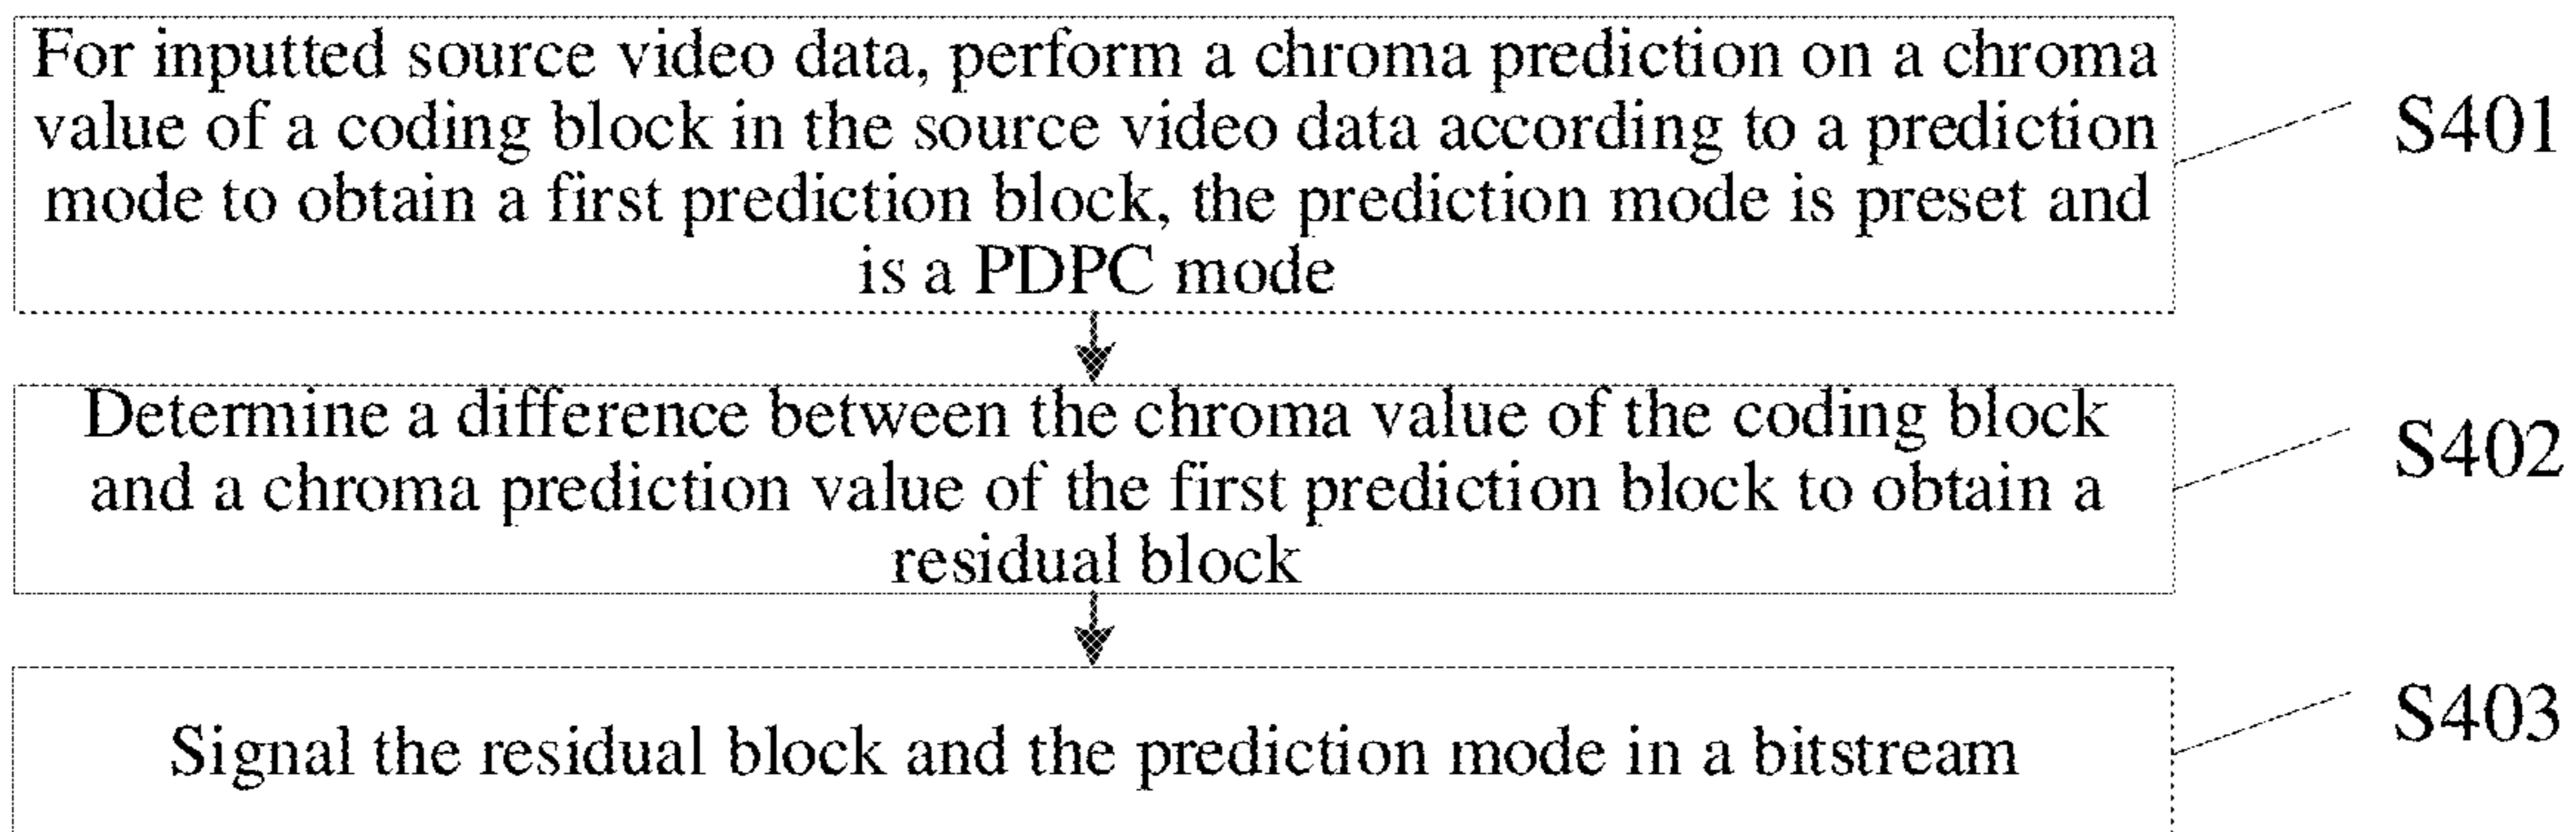 For inputted source video data, perform a chroma prediction on a chroma
value of a coding block in the source video data according to a prediction
mode to obtain a first prediction block, the prediction mode is preset and
is a PDPC mode
S401
Determine a difference between the chroma value of the coding block
and a chroma prediction value of the first prediction block to obtain a
residual block
S402
Signal the residual block and the prediction mode in a bitstream
S403